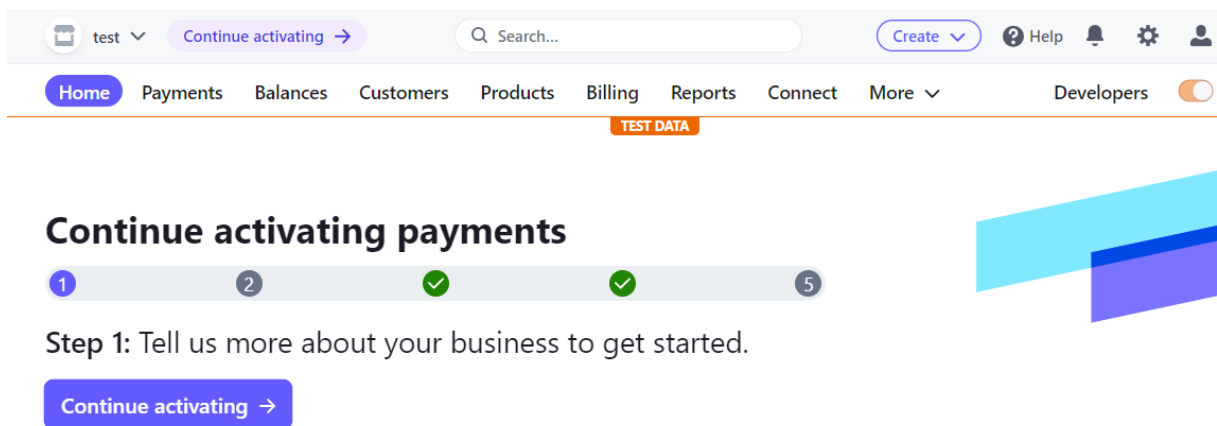 test Continue activating → Search... Create Help
Home Payments Balances Customers Products Billing Reports Connect More Developers
TEST DATA
Continue activating payments
1 2 5
Step 1: Tell us more about your business to get started.
Continue activating →